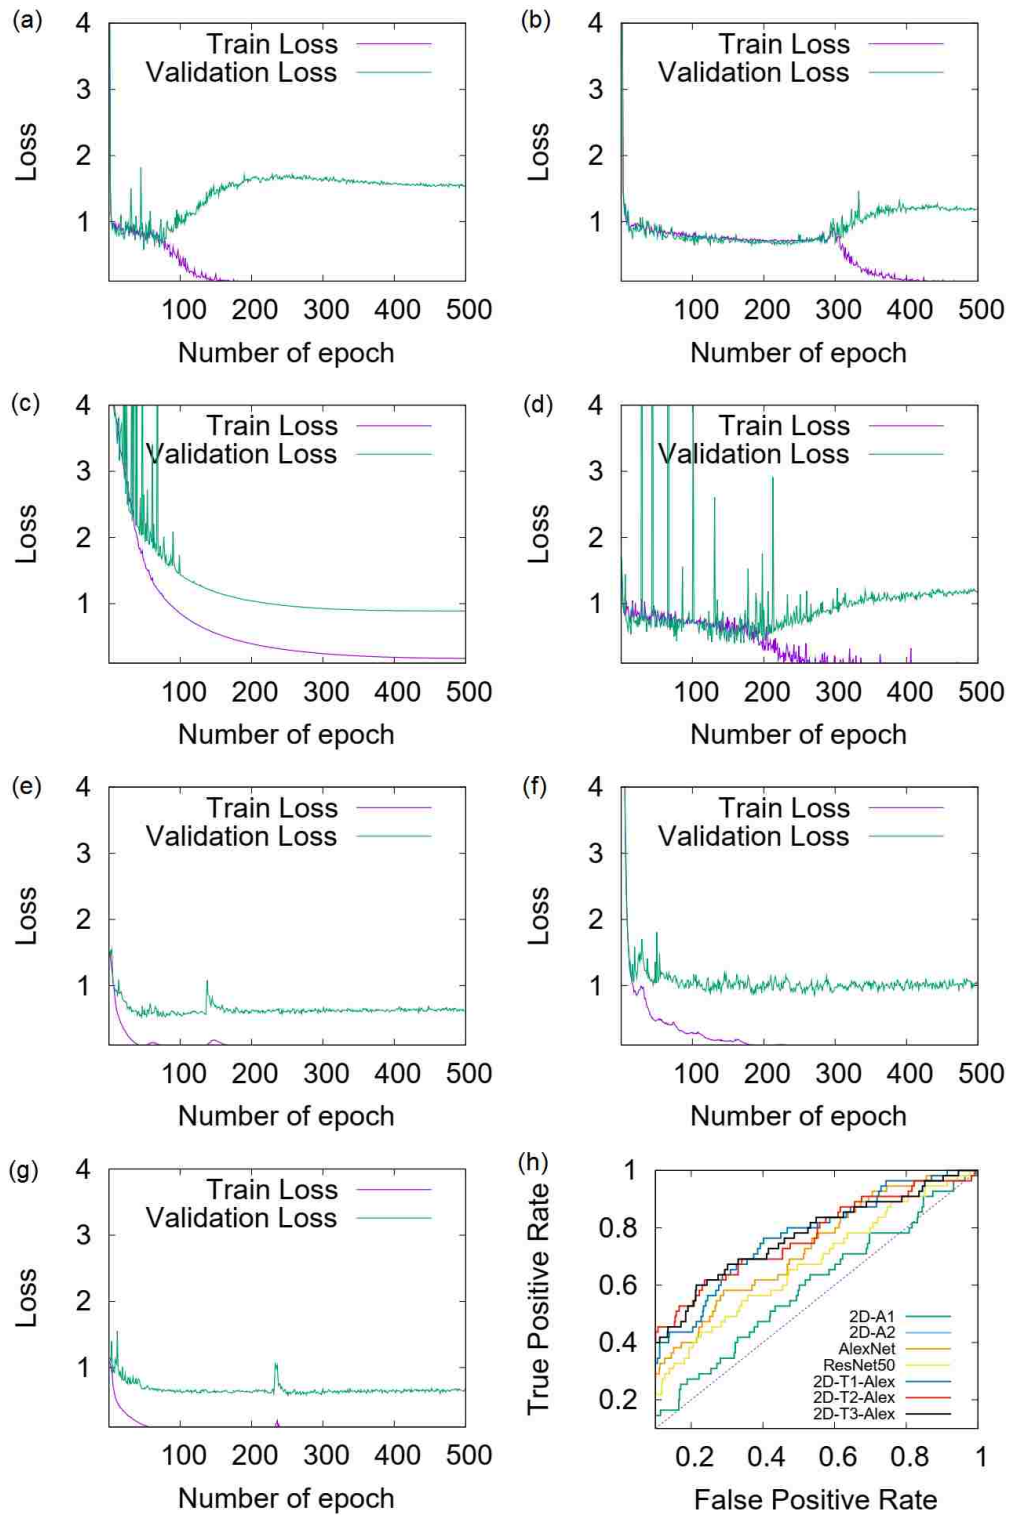 (a)
4
3
2
1
Loss
Train Loss
Validation Loss
100 200 300 400 500
Number of epoch
(b)
4
3
2
1
Loss
Train Loss
Validation Loss
100 200 300 400 500
Number of epoch
(c)
4
3
2
1
Loss
Train Loss
Validation Loss
100 200 300 400 500
Number of epoch
(d)
4
3
2
1
Loss
Train Loss
Validation Loss
100 200 300 400 500
Number of epoch
(e)
4
3
2
1
Loss
Train Loss
Validation Loss
100 200 300 400 500
Number of epoch
(f)
4
3
2
1
Loss
Train Loss
Validation Loss
100 200 300 400 500
Number of epoch
(g)
4
3
2
1
Loss
Train Loss
Validation Loss
100 200 300 400 500
Number of epoch
(h)
1
0.8
0.6
0.4
0.2
True Positive Rate
2D-A1
2D-A2
AlexNet
ResNet50
2D-T1-Alex
2D-T2-Alex
2D-T3-Alex
0.2 0.4 0.6 0.8 1
False Positive Rate